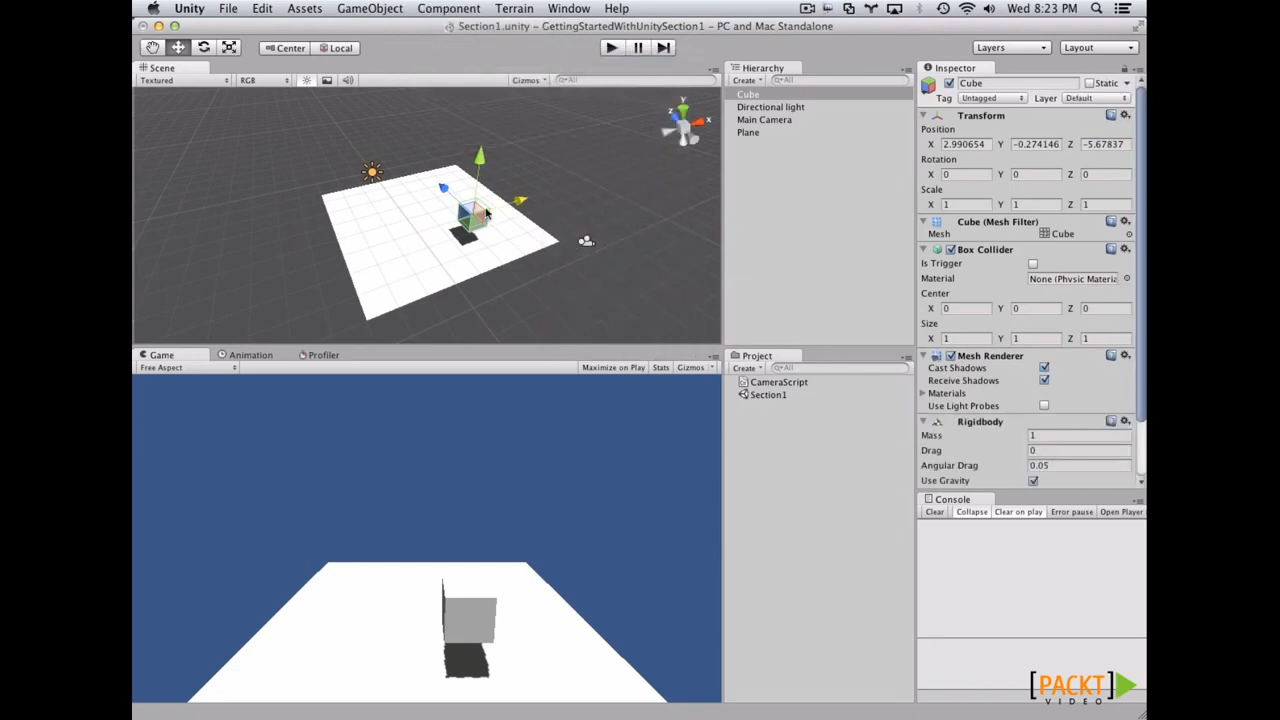 Unity File Edit Assets GameObject Component Terrain Window Help Wed 8:23 PM
Section1.unity – GettingStartedWithUnitySection1 – PC and Mac Standalone
Center Local Layers Layout
Scene
Textured RGB Gizmos All
y
x
z
Hierarchy
Create All
Cube
Directional light
Main Camera
Plane
Inspector
Cube Static
Tag Untagged Layer Default
Transform
Position
X 2.990654 Y -0.274146 Z -5.67837
Rotation
X 0 Y 0 Z 0
Scale
X 1 Y 1 Z 1
Cube (Mesh Filter)
Mesh Cube
Box Collider
Is Trigger
Material None (Physic Materia
Center
X 0 Y 0 Z 0
Size
X 1 Y 1 Z 1
Mesh Renderer
Cast Shadows
Receive Shadows
Materials
Use Light Probes
Rigidbody
Mass 1
Drag 0
Angular Drag 0.05
Use Gravity
Game Animation Profiler
Free Aspect Maximize on Play Stats Gizmos
Project
Create All
CameraScript
Section1
Console
Clear Collapse Clear on play Error pause Open Player
[PACKT]
VIDEO